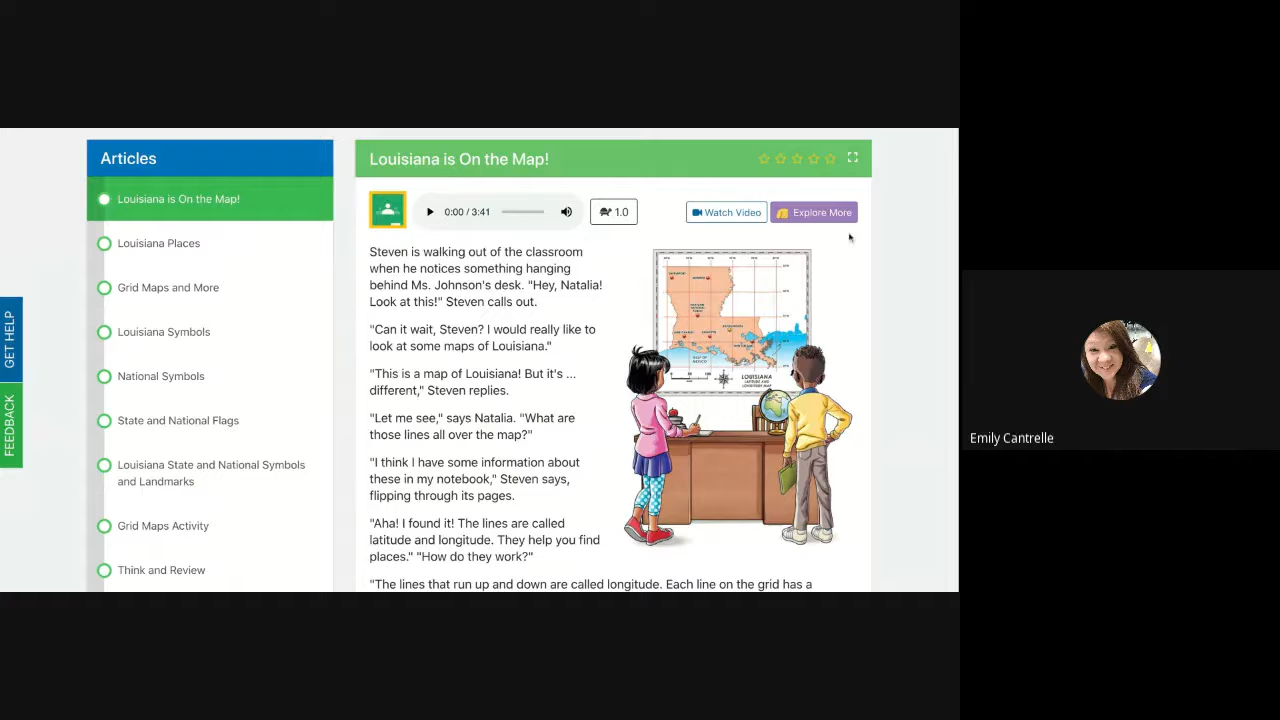 Articles
Louisiana is On the Map!
Louisiana Places
Grid Maps and More
Louisiana Symbols
National Symbols
State and National Flags
Louisiana State and National Symbols
and Landmarks
Grid Maps Activity
Think and Review
GET HELP
FEEDBACK
Louisiana is On the Map!
0:00 / 3:41
1.0
Watch Video
Explore More
Steven is walking out of the classroom
when he notices something hanging
behind Ms. Johnson's desk. "Hey, Natalia!
Look at this!" Steven calls out.
"Can it wait, Steven? I would really like to
look at some maps of Louisiana."
"This is a map of Louisiana! But it's ...
different," Steven replies.
"Let me see," says Natalia. "What are
those lines all over the map?"
"I think I have some information about
these in my notebook," Steven says,
flipping through its pages.
"Aha! I found it! The lines are called
latitude and longitude. They help you find
places." "How do they work?"
"The lines that run up and down are called longitude. Each line on the grid has a
GULF OF
MEXICO
LOUISIANA
LATITUDE AND
LONGITUDE MAP
Emily Cantrelle